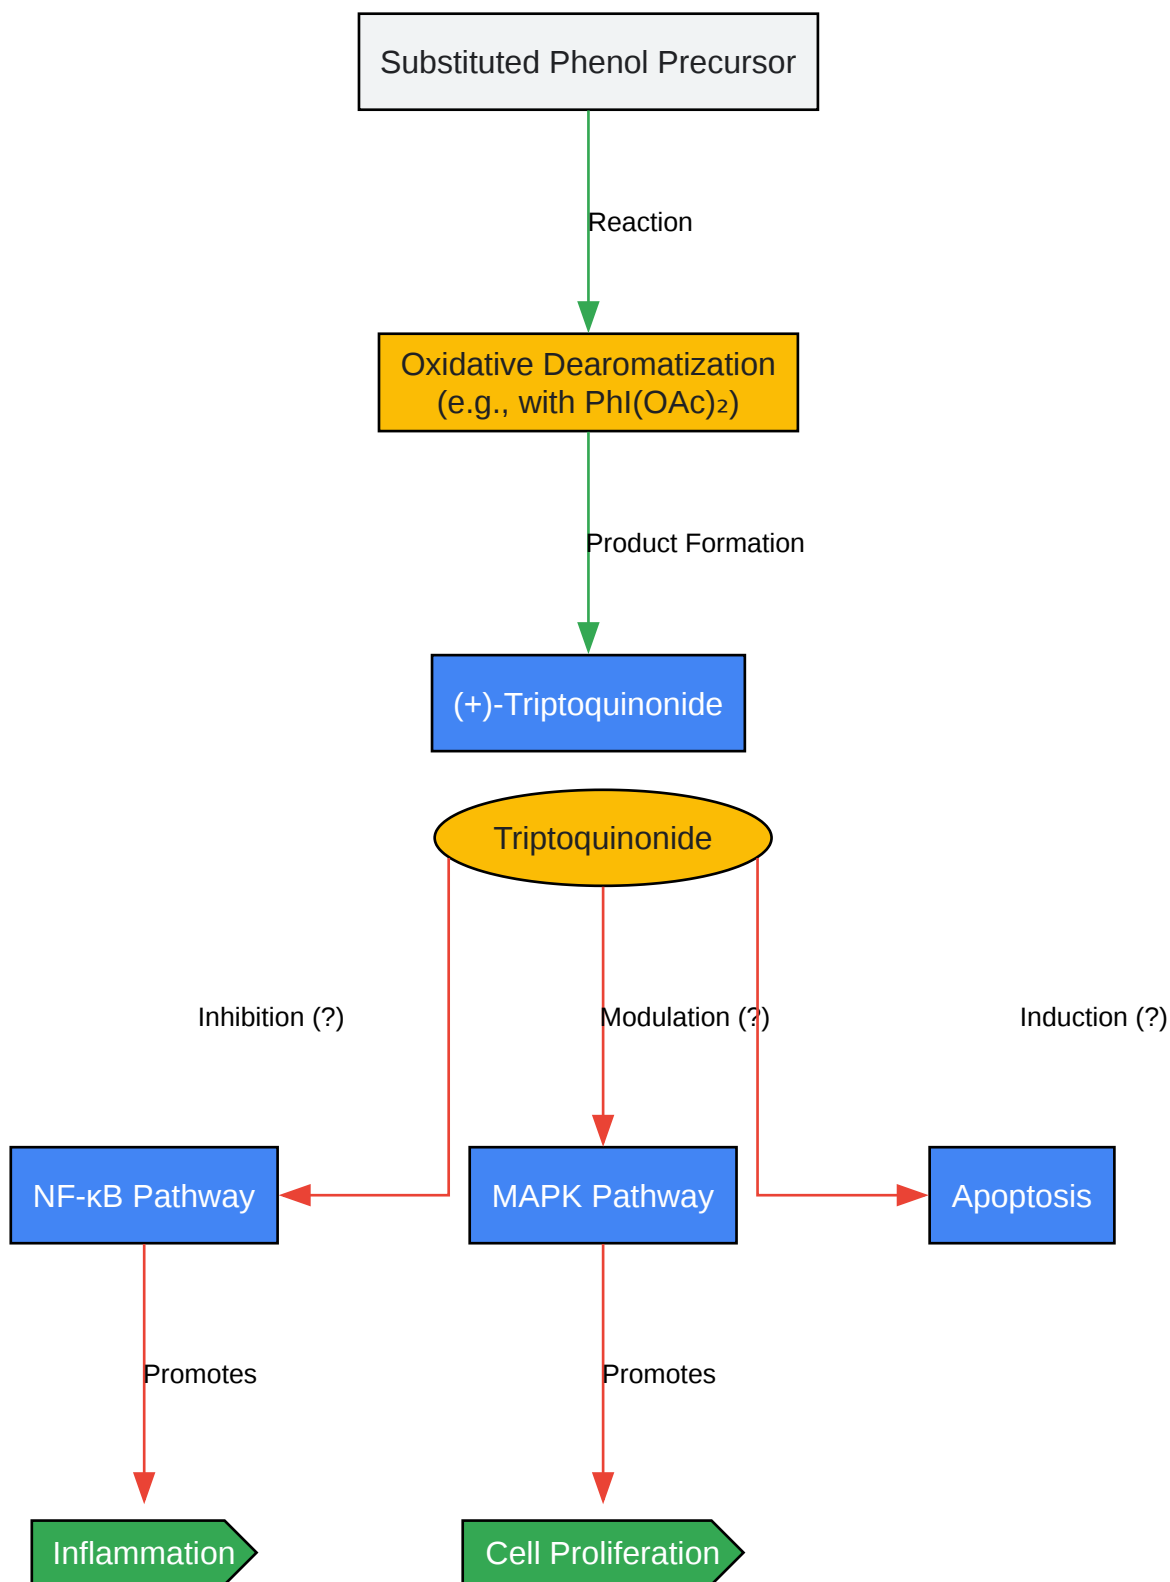 Substituted Phenol Precursor
Reaction
Oxidative Dearomatization
(e.g., with PhI(OAc)₂)
Product Formation
(+)-Triptoquinonide
Triptoquinonide
Inhibition (?)
Modulation (?)
Induction (?)
NF-κB Pathway
MAPK Pathway
Apoptosis
Promotes
Promotes
Inflammation
Cell Proliferation